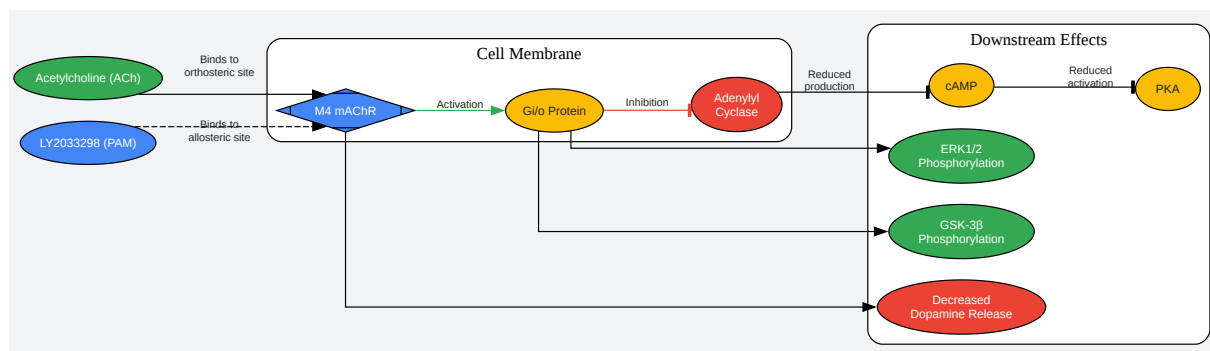 Cell Membrane
Downstream Effects
Acetylcholine (ACh)
Binds to
orthosteric site
M4 mAChR
LY2033298 (PAM)
Binds to
allosteric site
Activation
Gi/o Protein
Inhibition
Adenylyl
Cyclase
Reduced
production
cAMP
Reduced
activation
PKA
ERK1/2
Phosphorylation
GSK-3β
Phosphorylation
Decreased
Dopamine Release